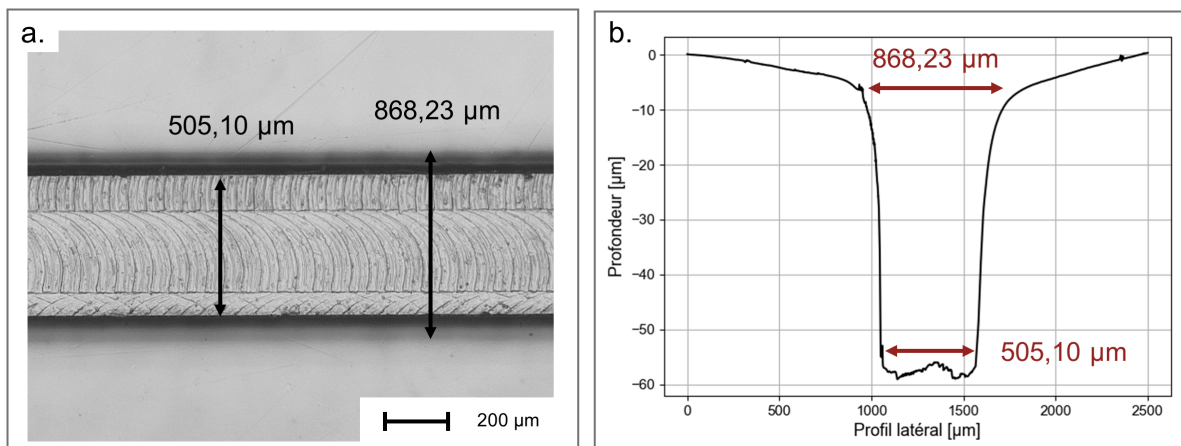 a.
505,10 µm
868,23 µm
200 µm
b.
868,23 µm
505,10 µm
0
−10
−20
−30
−40
−50
−60
Profondeur [µm]
0
500
1000
1500
2000
2500
Profil latéral [µm]